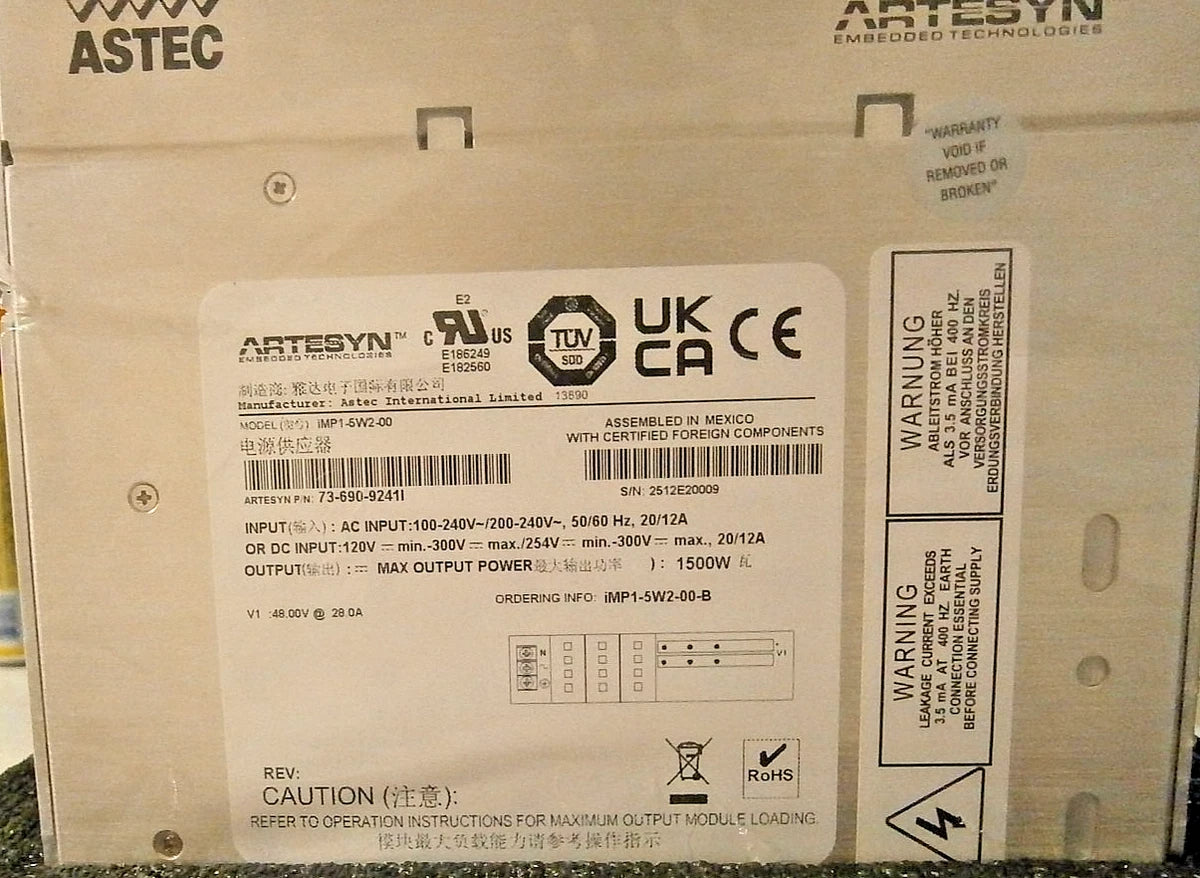 ASTEC
ARTESYN
EMBEDDED TECHNOLOGIES
"WARRANTY
VOID IF
REMOVED OR
BROKEN"
ARTESYN™
EMBEDDED TECHNOLOGIES
E2
C US
E186249
E182560
TÜV
SÜD
UK
CA
CE
制造商: 雅达电子国际有限公司
Manufacturer: Astec International Limited 13690
MODEL (型号) iMP1-5W2-00
电源供应器
ASSEMBLED IN MEXICO
WITH CERTIFIED FOREIGN COMPONENTS
ARTESYN P/N: 73-690-9241I
S/N: 2512E20009
INPUT(输入) : AC INPUT:100-240V~/200-240V~, 50/60 Hz, 20/12A
OR DC INPUT:120V ⎓ min.-300V ⎓ max./254V ⎓ min.-300V ⎓ max., 20/12A
OUTPUT(输出) : ⎓ MAX OUTPUT POWER最大输出功率 ) : 1500W 瓦
ORDERING INFO: iMP1-5W2-00-B
V1 :48.00V @ 28.0A
N
+
V1
-
RoHS
REV:
CAUTION (注意):
REFER TO OPERATION INSTRUCTIONS FOR MAXIMUM OUTPUT MODULE LOADING.
模块最大负载能力请参考操作指示
WARNUNG
ABLEITSTROM HÖHER
ALS 3.5 mA BEI 400 HZ.
VOR ANSCHLUSS AN DEN
VERSORGUNGSSTROMKREIS
ERDUNGSVERBINDUNG HERSTELLEN
WARNING
LEAKAGE CURRENT EXCEEDS
3.5 mA AT 400 HZ. EARTH
CONNECTION ESSENTIAL
BEFORE CONNECTING SUPPLY